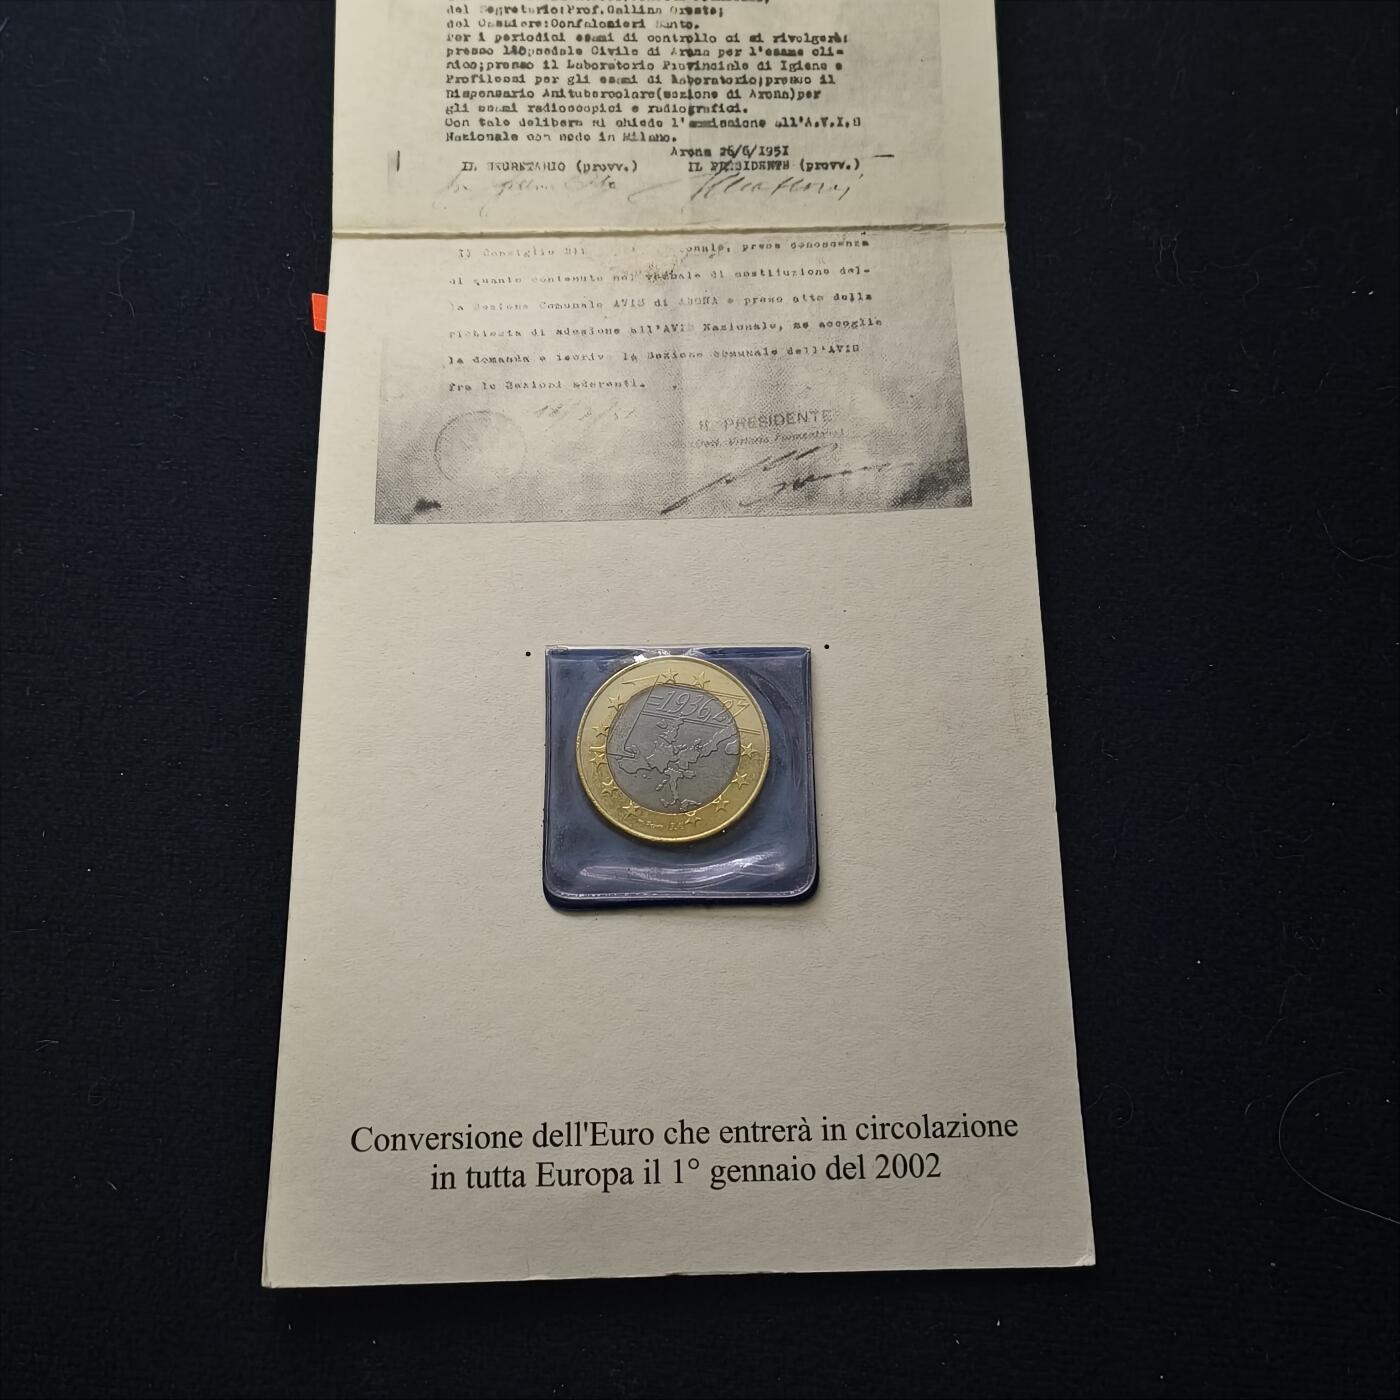 del Segretario:Prof.Gallina Oreste;
del Cassiere:Confalonieri Santo.
Per i periodici esami di controllo ci si rivolgerà:
presso l'Ospedale Civile di Arona per l'esame cli-
nico;presso il Laboratorio Provinciale di Igiene e
Profilassi per gli esami di laboratorio;presso il
Dispensario Anitubercolare(sezione di Arona)per
gli esami radioscopici e radiografici.
Con tale delibera si chiede l'ammissione all'A.V.I.S
Nazionale con sede in Milano.
Arona 26/6/1951
IL SEGRETARIO (provv.) IL PRESIDENTE (provv.)
Il Consiglio onale, presa conoscenza
di quanto contenuto nel verbale di costituzione del-
la Sezione Comunale AVIS di ARONA e preso atto della
richiesta di adesione all'AVIS Nazionale, ne accoglie
la domanda e iscrive la Sezione comunale dell'AVIS
fra le Sezioni aderenti.
IL PRESIDENTE
=1936,27
Conversione dell'Euro che entrerà in circolazione
in tutta Europa il 1° gennaio del 2002